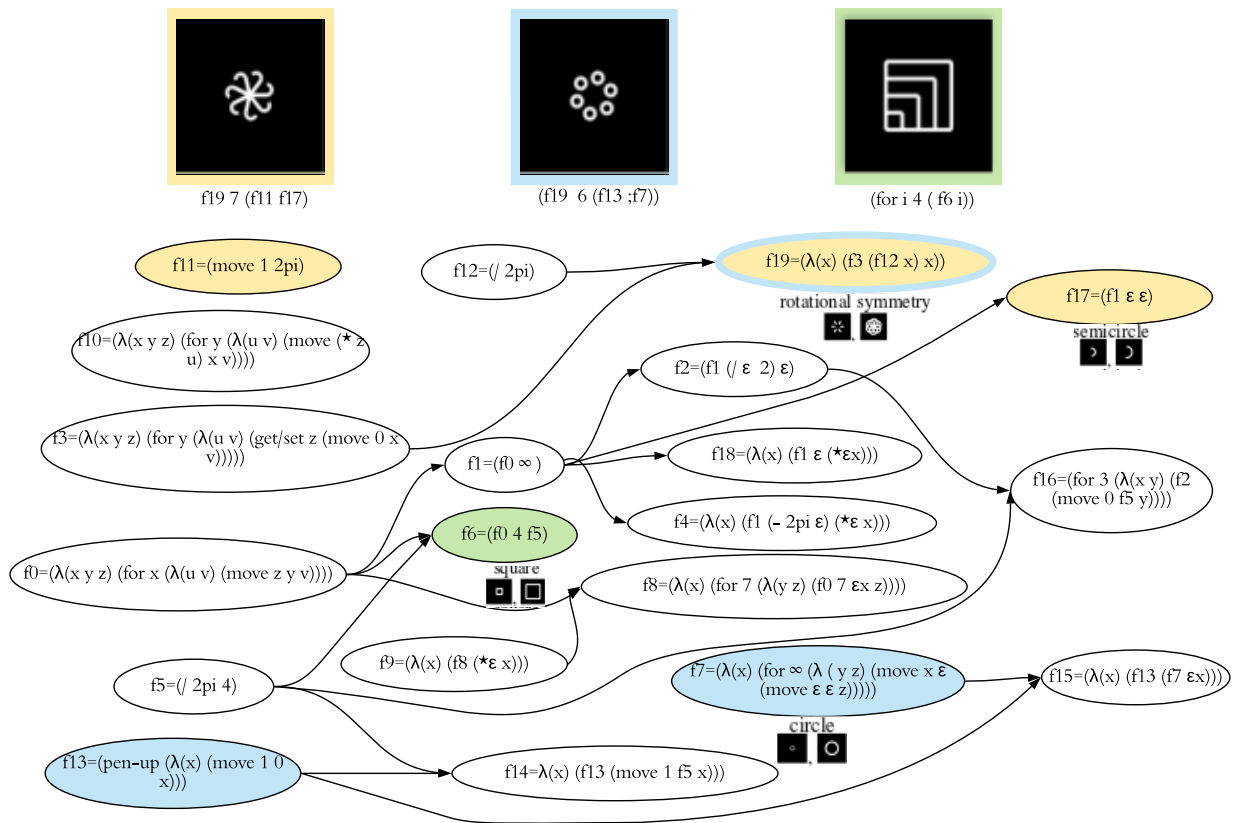 f19 7 (f11 f17)
(f19 6 (f13 ;f7))
(for i 4 ( f6 i))
f11=(move 1 2pi)
f12=(/ 2pi)
f19=(λ(x) (f3 (f12 x) x))
rotational symmetry
f17=(f1 ε ε)
semicircle
f10=(λ(x y z) (for y (λ(u v) (move (* z
u) x v))))
f2=(f1 (/ ε 2) ε)
f3=(λ(x y z) (for y (λ(u v) (get/set z (move 0 x
v)))))
f1=(f0 ∞ )
f18=(λ(x) (f1 ε (*εx)))
f16=(for 3 (λ(x y) (f2
(move 0 f5 y))))
f4=(λ(x) (f1 (- 2pi ε) (*ε x)))
f6=(f0 4 f5)
square
f0=(λ(x y z) (for x (λ(u v) (move z y v))))
f8=(λ(x) (for 7 (λ(y z) (f0 7 εx z))))
f9=(λ(x) (f8 (*ε x)))
f5=(/ 2pi 4)
f7=(λ(x) (for ∞ (λ ( y z) (move x ε
(move ε ε z)))))
f15=(λ(x) (f13 (f7 εx)))
circle
f13=(pen-up (λ(x) (move 1 0
x)))
f14=λ(x) (f13 (move 1 f5 x)))